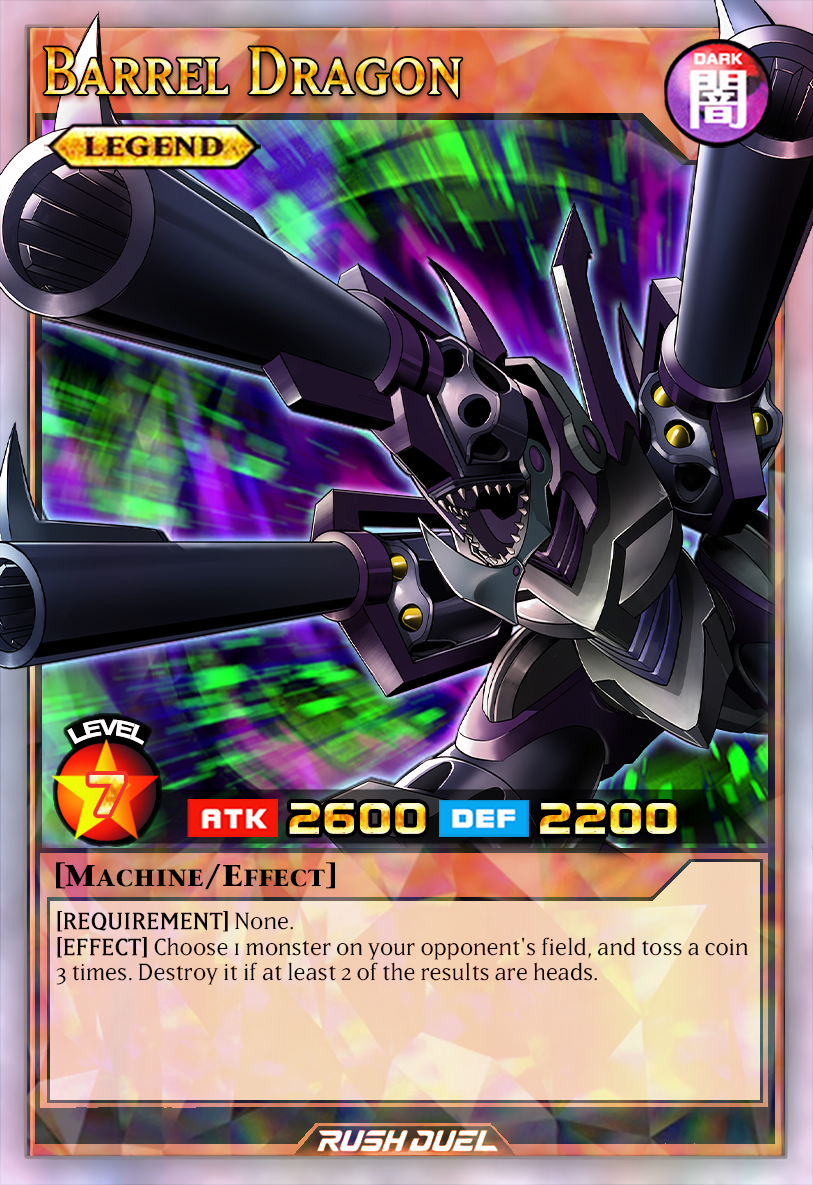 BARREL DRAGON
DARK
闇
LEGEND
LEVEL
7
ATK 2600 DEF 2200
[MACHINE/EFFECT]
[REQUIREMENT] None.
[EFFECT] Choose 1 monster on your opponent's field, and toss a coin
3 times. Destroy it if at least 2 of the results are heads.
RUSH DUEL